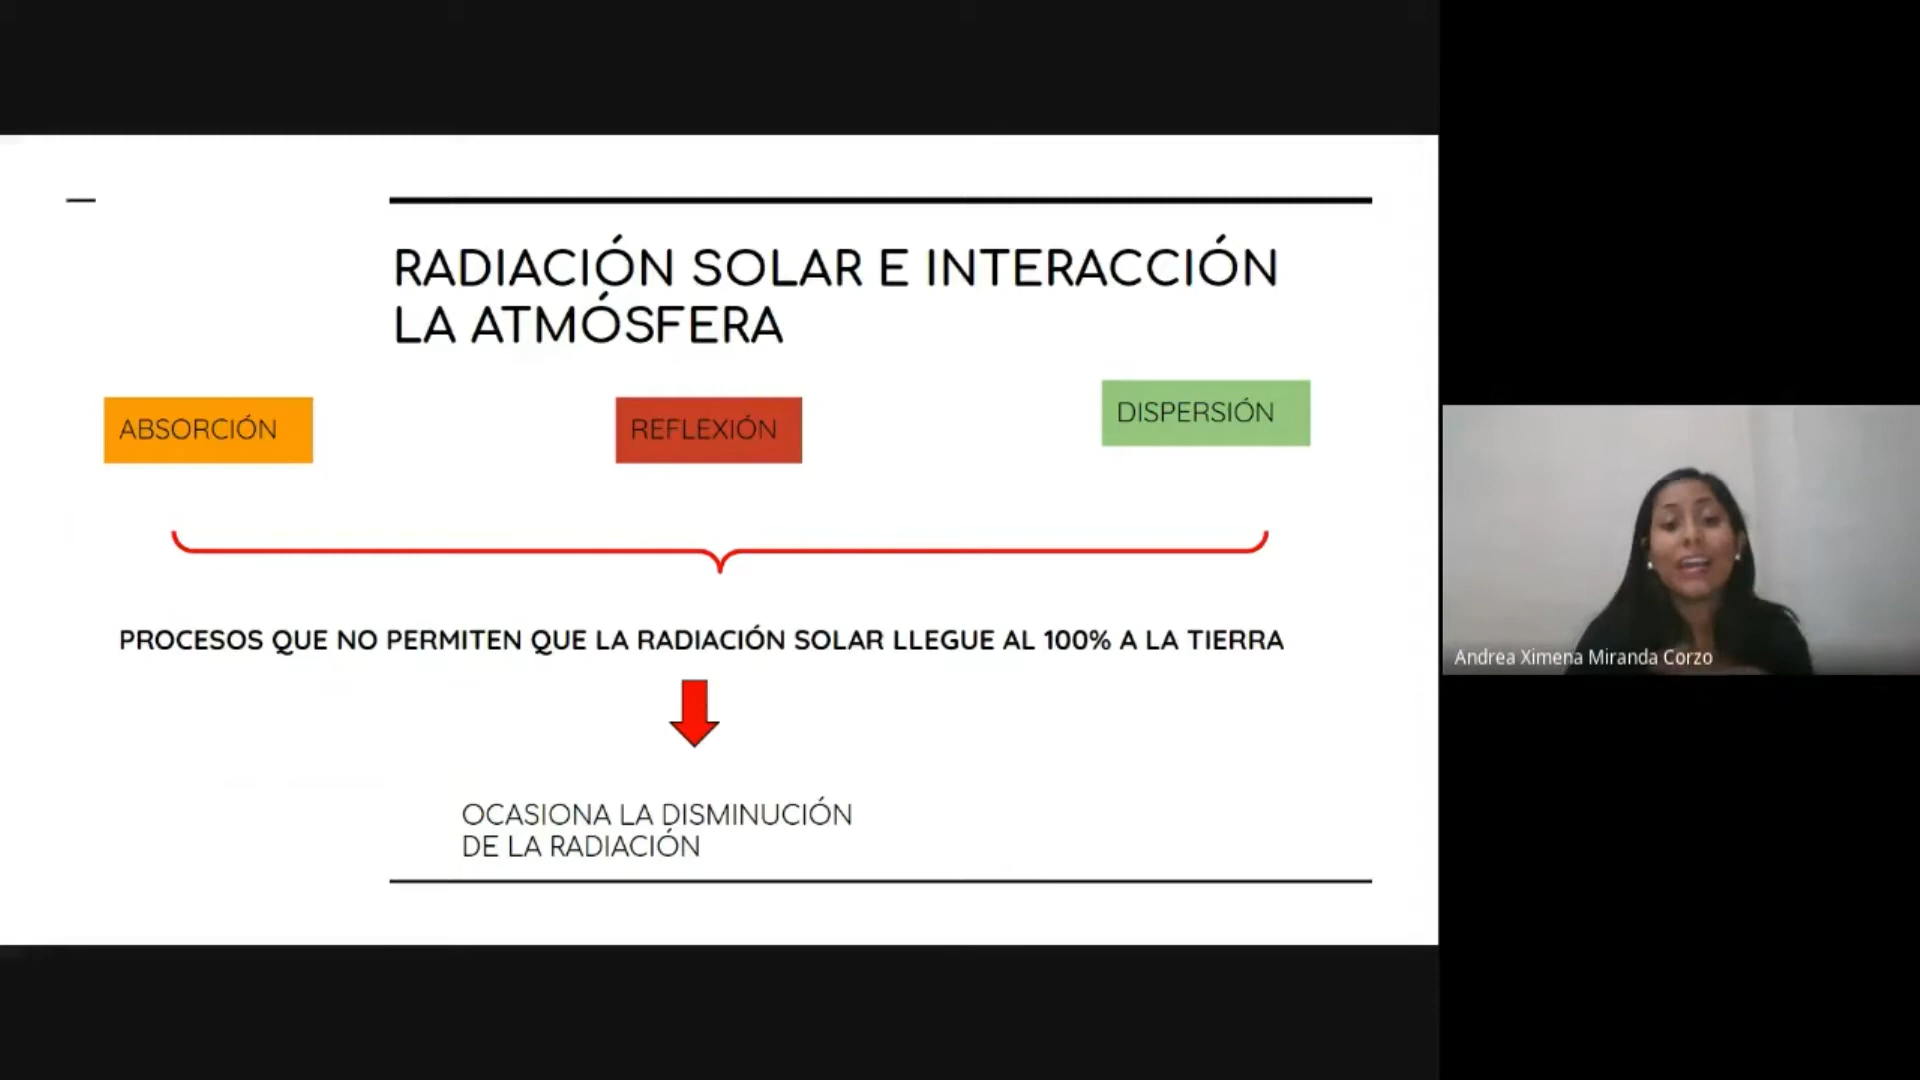 RADIACIÓN SOLAR E INTERACCIÓN
LA ATMÓSFERA
ABSORCIÓN
REFLEXIÓN
DISPERSIÓN
PROCESOS QUE NO PERMITEN QUE LA RADIACIÓN SOLAR LLEGUE AL 100% A LA TIERRA
OCASIONA LA DISMINUCIÓN
DE LA RADIACIÓN
Andrea Ximena Miranda Corzo